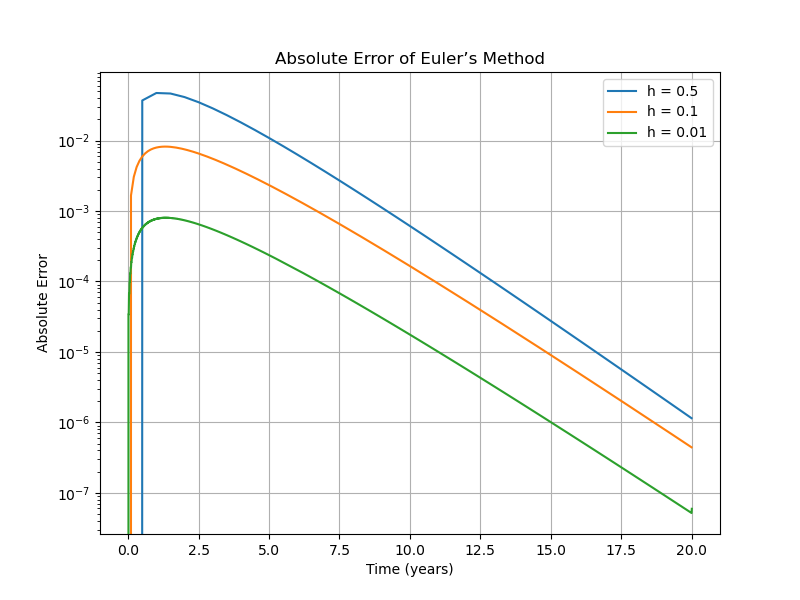 Absolute Error of Euler’s Method
h = 0.5
h = 0.1
h = 0.01
Absolute Error
10⁻²
10⁻³
10⁻⁴
10⁻⁵
10⁻⁶
10⁻⁷
0.0 2.5 5.0 7.5 10.0 12.5 15.0 17.5 20.0
Time (years)